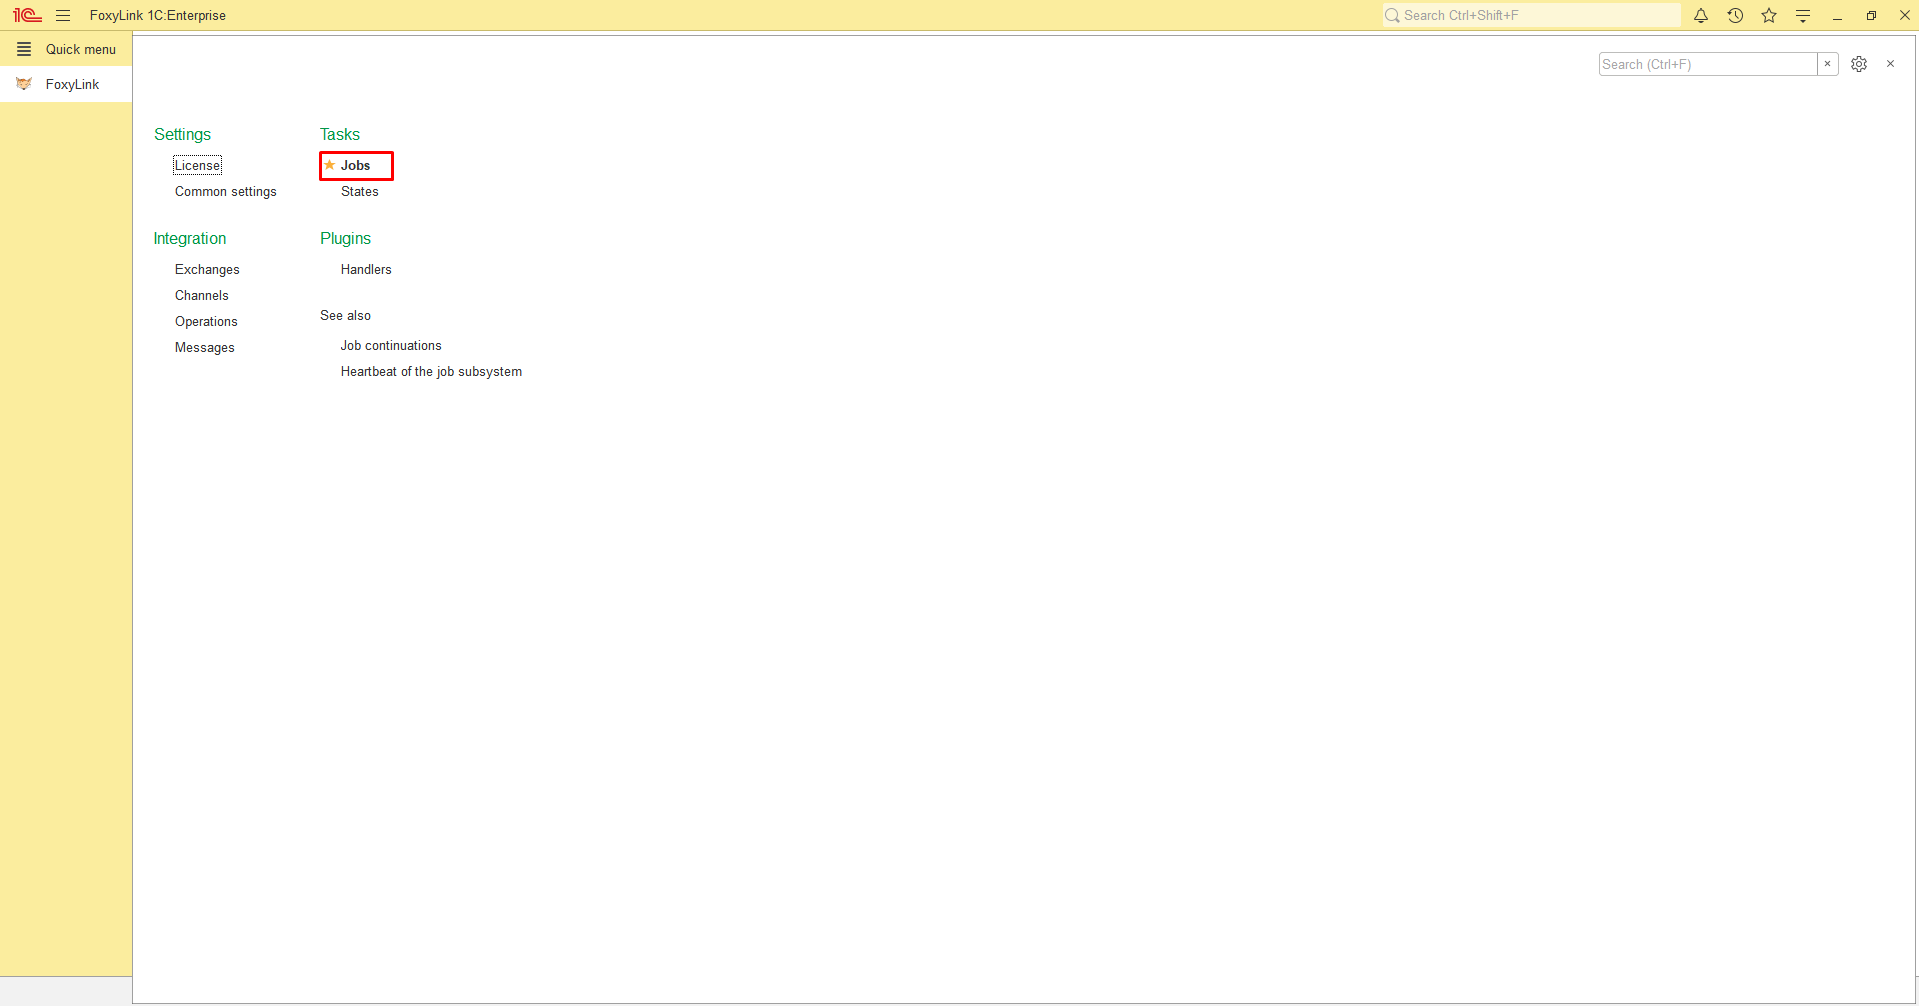 1C FoxyLink 1C:Enterprise
Search Ctrl+Shift+F
Quick menu
FoxyLink
Search (Ctrl+F)
Settings
License
Common settings
Tasks
Jobs
States
Integration
Exchanges
Channels
Operations
Messages
Plugins
Handlers
See also
Job continuations
Heartbeat of the job subsystem